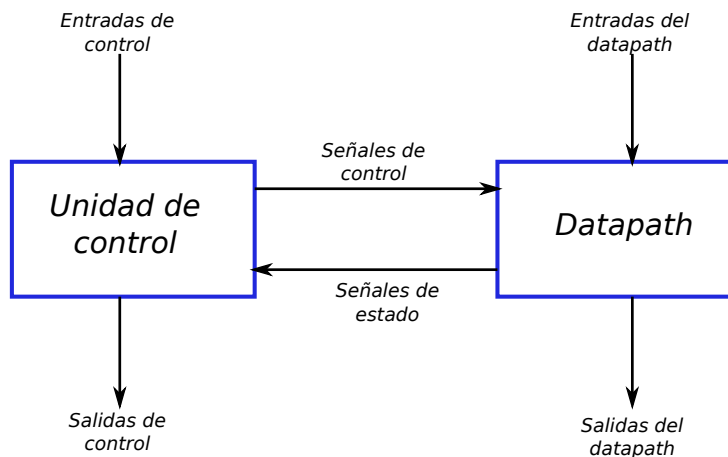 Entradas de
control
Entradas del
datapath
Señales de
control
Unidad de
control
Datapath
Señales de
estado
Salidas de
control
Salidas del
datapath